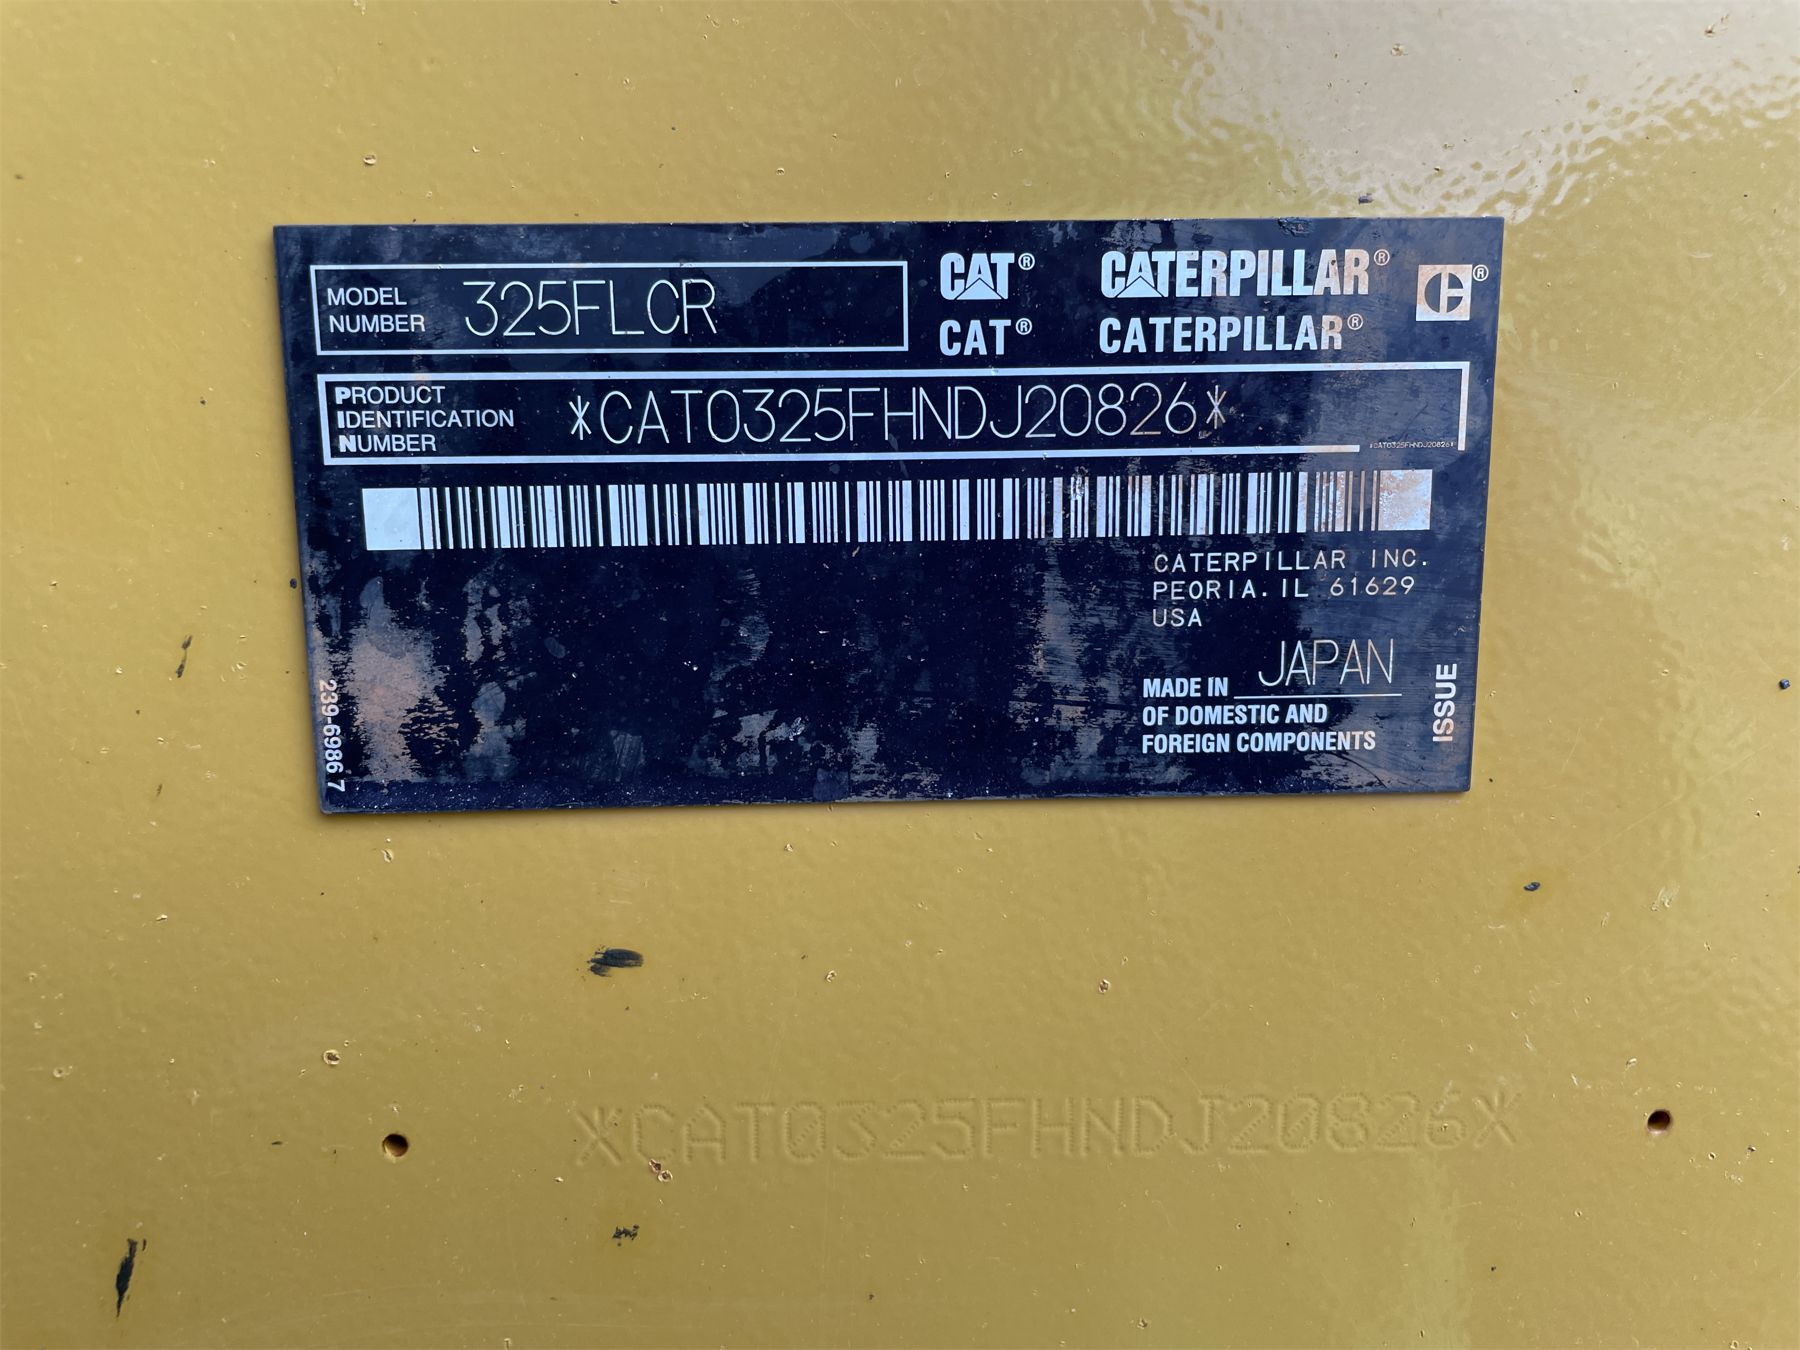 MODEL NUMBER 325FLCR
CAT® CATERPILLAR®
CAT® CATERPILLAR®
PRODUCT IDENTIFICATION NUMBER *CAT0325FHNDJ20826*
*CAT0325FHNDJ20826*
CATERPILLAR INC.
PEORIA. IL 61629
USA
MADE IN JAPAN
OF DOMESTIC AND
FOREIGN COMPONENTS
ISSUE
239-6986 7
*CAT0325FHNDJ20826*